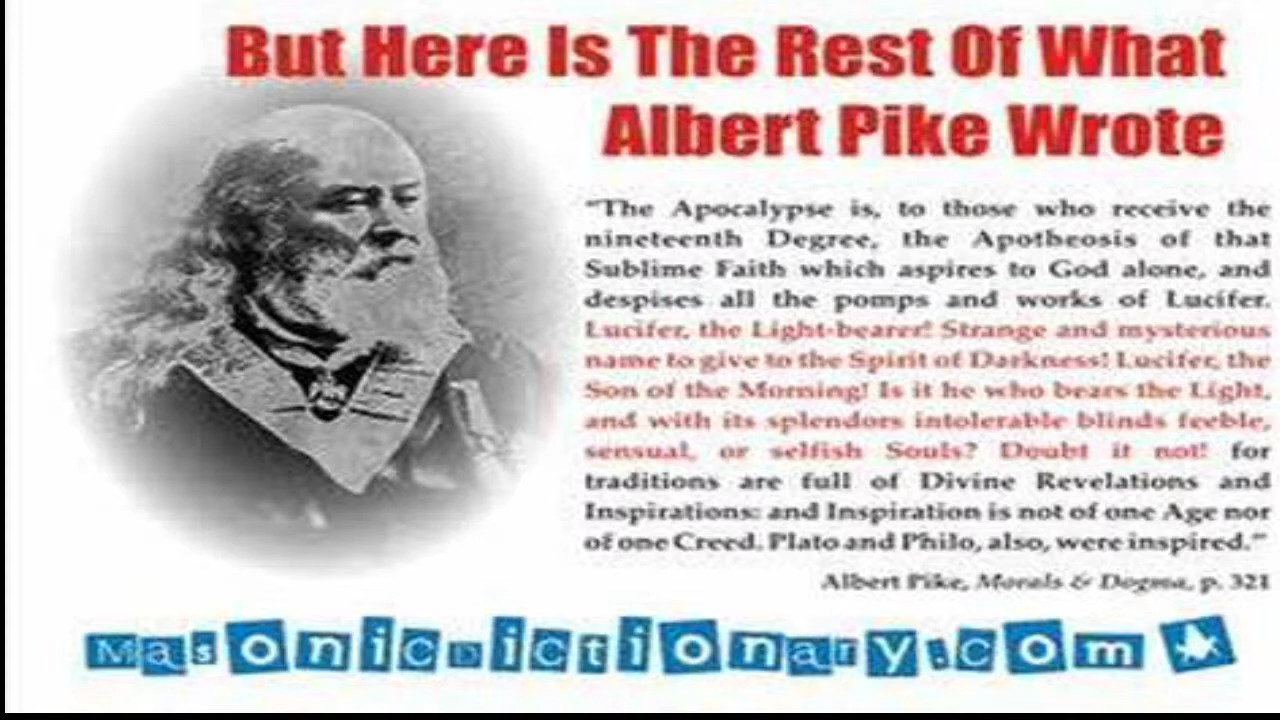 But Here Is The Rest Of What
Albert Pike Wrote
"The Apocalypse is, to those who receive the
nineteenth Degree, the Apotheosis of that
Sublime Faith which aspires to God alone, and
despises all the pomps and works of Lucifer.
Lucifer, the Light-bearer! Strange and mysterious
name to give to the Spirit of Darkness! Lucifer, the
Son of the Morning! Is it he who bears the Light,
and with its splendors intolerable blinds feeble,
sensual, or selfish Souls? Doubt it not! for
traditions are full of Divine Revelations and
Inspirations: and Inspiration is not of one Age nor
of one Creed. Plato and Philo, also, were inspired."
Albert Pike, Morals & Dogma, p. 321
MasonicDictionary.com